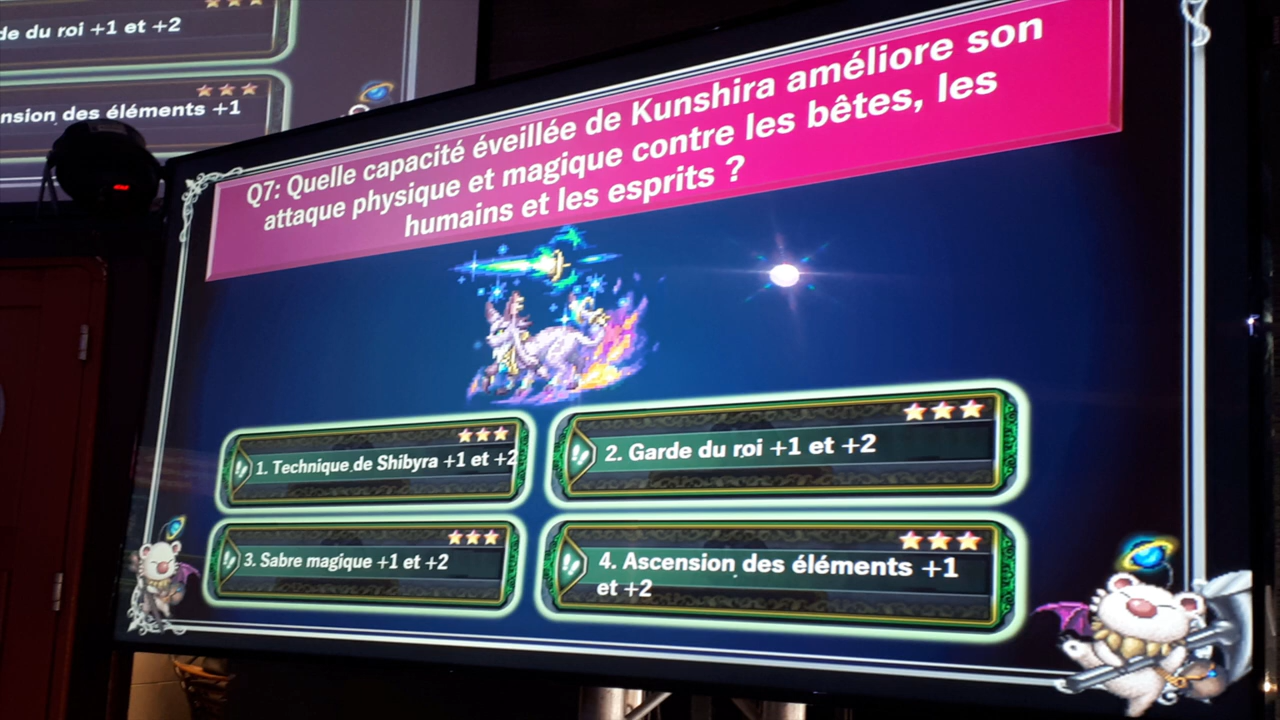 de du roi +1 et +2
nsion des éléments +1
Q7: Quelle capacité éveillée de Kunshira améliore son
attaque physique et magique contre les bêtes, les
humains et les esprits ?
1. Technique de Shibyra +1 et +2
2. Garde du roi +1 et +2
3. Sabre magique +1 et +2
4. Ascension des éléments +1
et +2